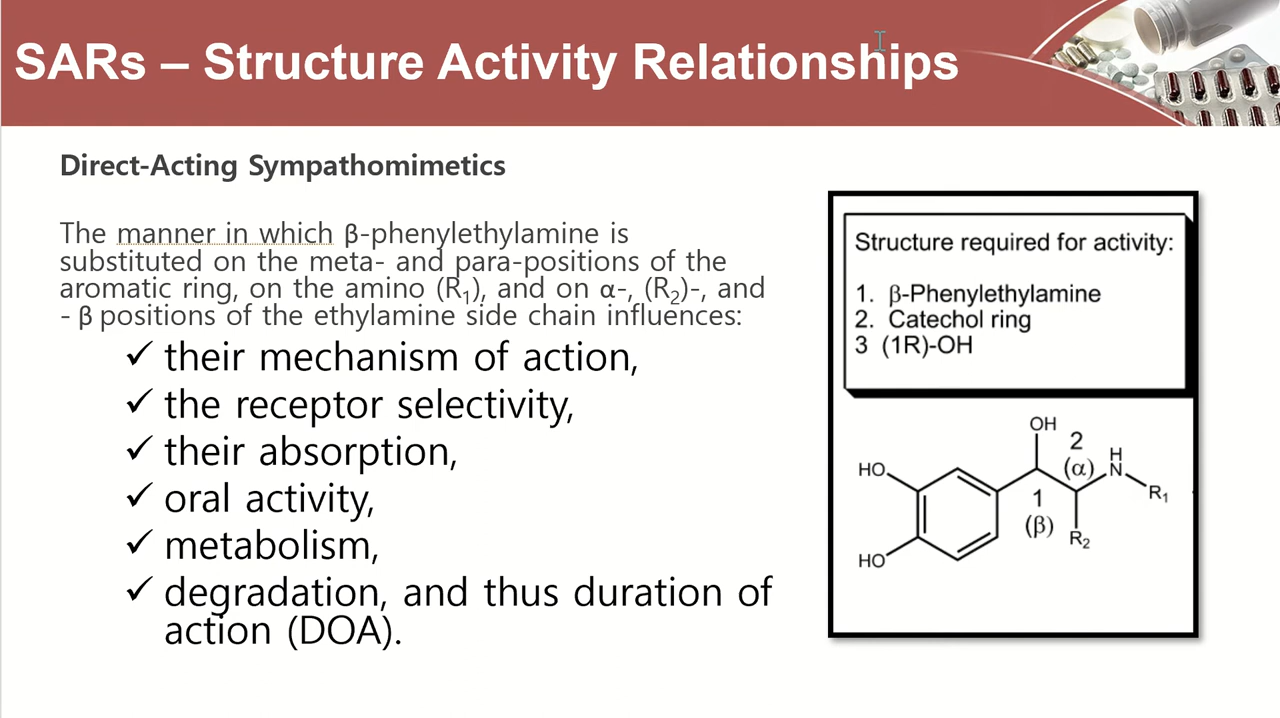 SARs – Structure Activity Relationships
Direct-Acting Sympathomimetics
The manner in which β-phenylethylamine is
substituted on the meta- and para-positions of the
aromatic ring, on the amino (R₁), and on α-, (R₂)-, and
- β positions of the ethylamine side chain influences:
✓ their mechanism of action,
✓ the receptor selectivity,
✓ their absorption,
✓ oral activity,
✓ metabolism,
✓ degradation, and thus duration of
action (DOA).
Structure required for activity:
1. β-Phenylethylamine
2. Catechol ring
3 (1R)-OH
OH
2
(α)
H
N
R₁
HO
1
(β)
R₂
HO